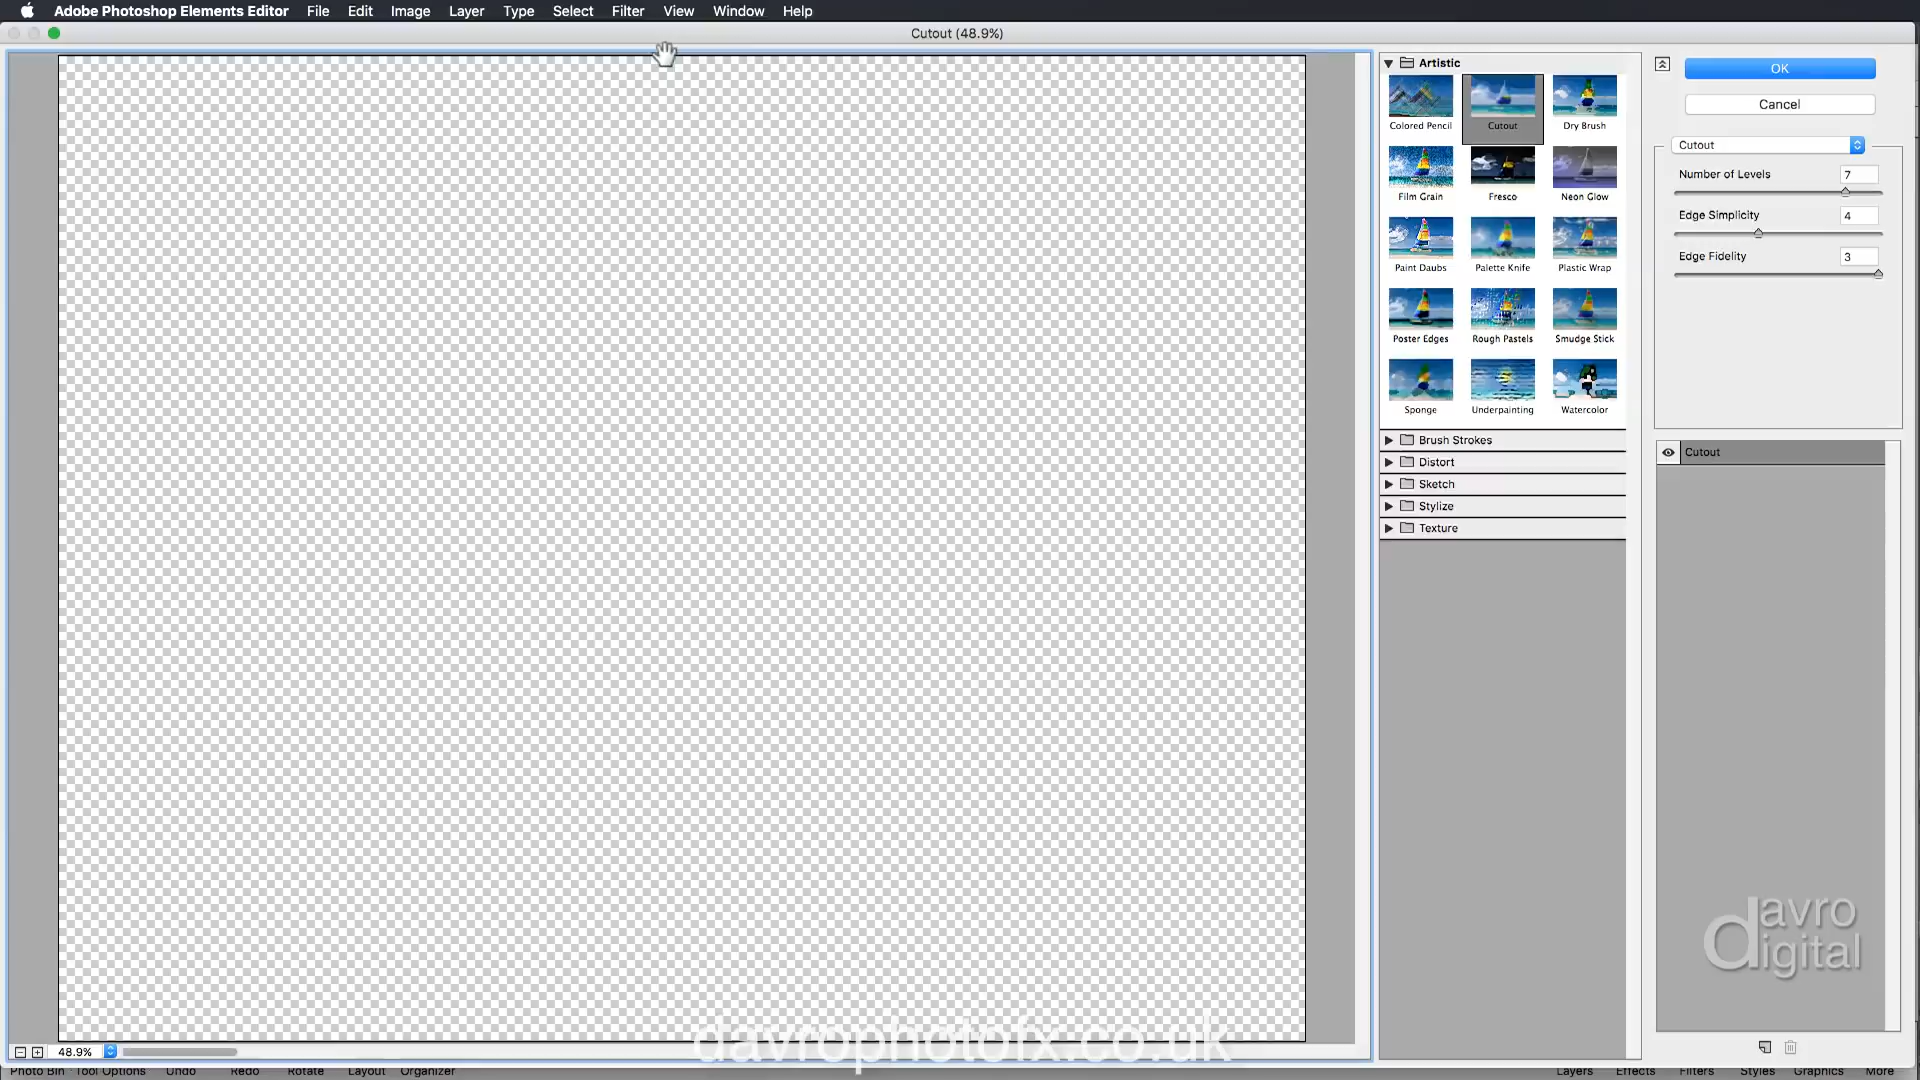 Adobe Photoshop Elements Editor File Edit Image Layer Type Select Filter View Window Help
Cutout (48.9%)
Artistic
Colored Pencil Cutout Dry Brush
Film Grain Fresco Neon Glow
Paint Daubs Palette Knife Plastic Wrap
Poster Edges Rough Pastels Smudge Stick
Sponge Underpainting Watercolor
Brush Strokes
Distort
Sketch
Stylize
Texture
OK
Cancel
Cutout
Number of Levels 7
Edge Simplicity 4
Edge Fidelity 3
Cutout
davro
digital
davrophotofx.co.uk
48.9%
Photo Bin Tool Options Undo Redo Rotate Layout Organizer
Layers Effects Filters Styles Graphics More